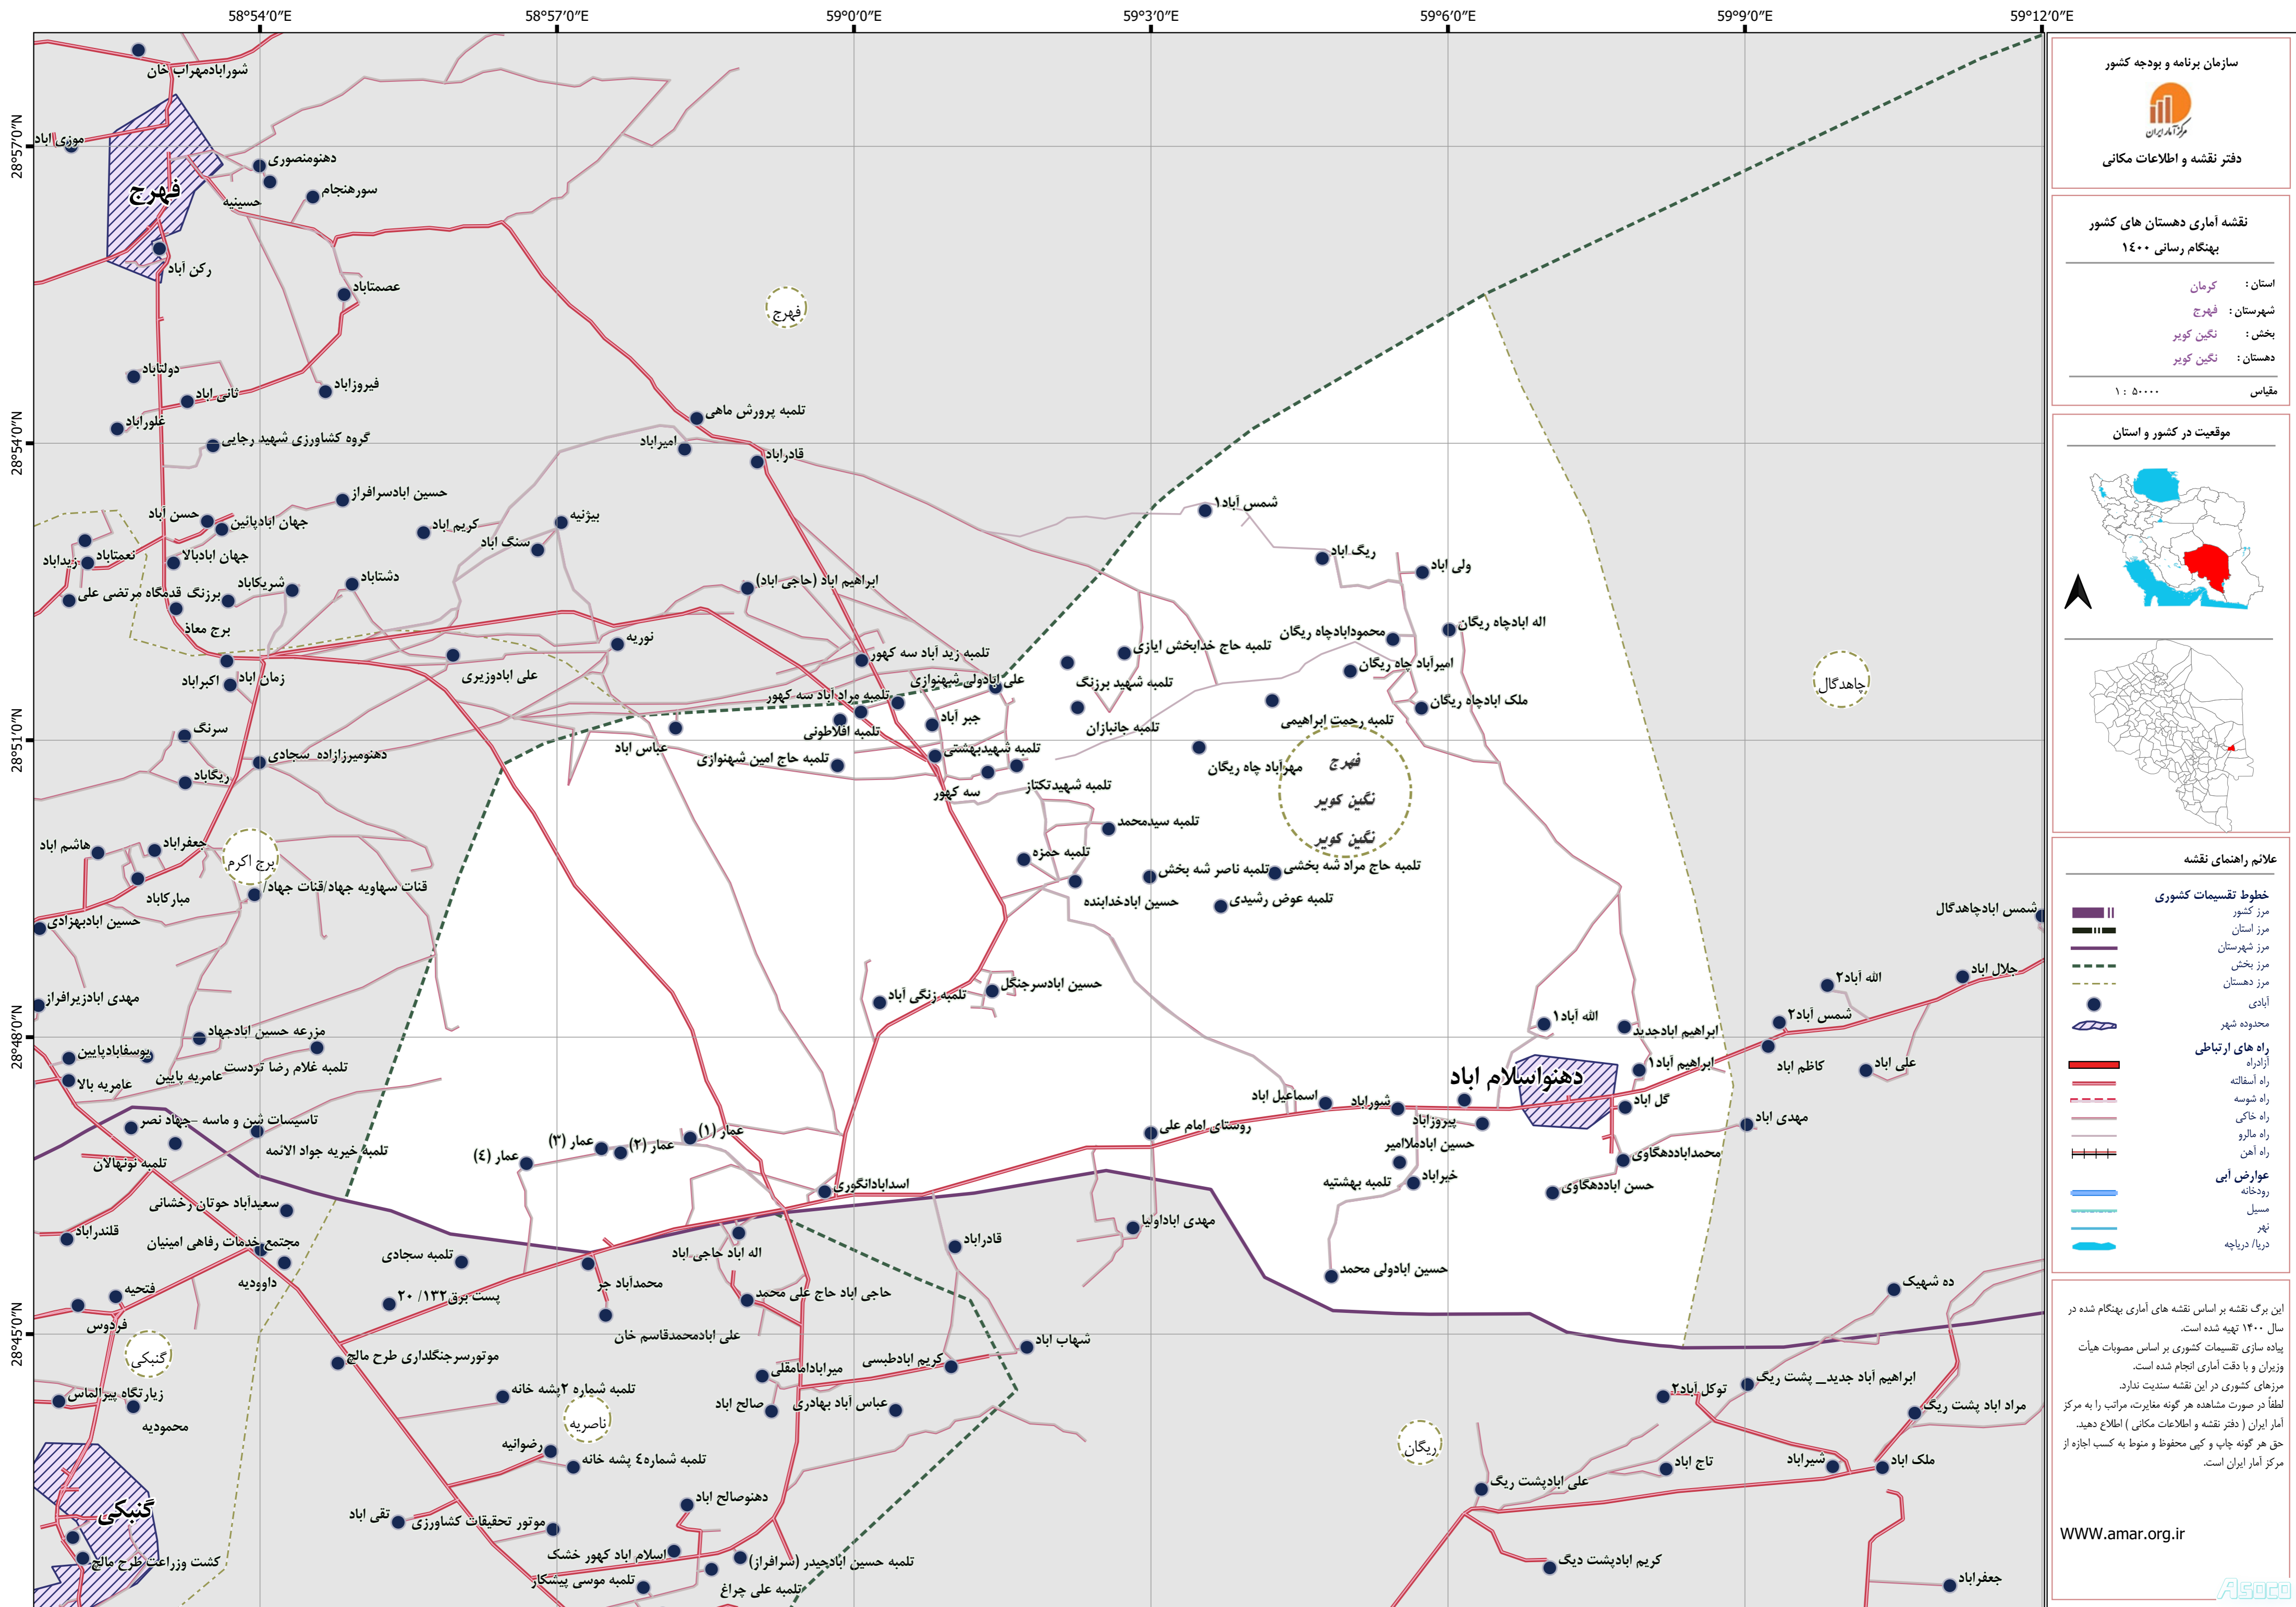 58°54'0"E
58°57'0"E
59°0'0"E
59°3'0"E
59°6'0"E
59°9'0"E
59°12'0"E
28°57'0"N
28°54'0"N
28°51'0"N
28°48'0"N
28°45'0"N
سازمان برنامه و بودجه کشور
مرکز آمار ایران
دفتر نقشه و اطلاعات مکانی
نقشه آماری دهستان های کشور
بهنگام رسانی ۱۴۰۰
استان : کرمان
شهرستان : فهرج
بخش : نگین کویر
دهستان : نگین کویر
مقیاس ۵۰۰۰۰ : ۱
موقعیت در کشور و استان
علائم راهنمای نقشه
خطوط تقسیمات کشوری
مرز کشور
مرز استان
مرز شهرستان
مرز بخش
مرز دهستان
آبادی
محدوده شهر
راه های ارتباطی
آزادراه
راه آسفالته
راه شوسه
راه خاکی
راه مالرو
راه آهن
عوارض آبی
رودخانه
مسیل
نهر
دریا/ دریاچه
این برگ نقشه بر اساس نقشه های آماری بهنگام شده در
سال ۱۴۰۰ تهیه شده است.
پیاده سازی تقسیمات کشوری بر اساس مصوبات هیأت
وزیران و با دقت آماری انجام شده است.
مرزهای کشوری در این نقشه سندیت ندارد.
لطفاً در صورت مشاهده هر گونه مغایرت، مراتب را به مرکز
آمار ایران ( دفتر نقشه و اطلاعات مکانی ) اطلاع دهید.
حق هر گونه چاپ و کپی محفوظ و منوط به کسب اجازه از
مرکز آمار ایران است.
WWW.amar.org.ir
Asoco
شورابادمهراب خان
موزی اباد
فهرج
دهنومنصوری
سورهنجام
حسینیه
رکن آباد
عصمتاباد
فهرج
دولتاباد
ثانی اباد
فیروزاباد
غلوراباد
گروه کشاورزی شهید رجایی
تلمبه پرورش ماهی
امیراباد
قادراباد
حسین ابادسرافراز
حسن آباد
جهان ابادپائین
کریم اباد
بیژنیه
سنگ اباد
شمس آباد۱
ریگ اباد
ولی اباد
زیداباد
نعمتاباد
جهان ابادبالا
شریکاباد
دشتاباد
ابراهیم اباد (حاجی اباد)
قدمگاه مرتضی علی
برزنگ
برج معاذ
اله ابادچاه ریگان
محمودابادچاه ریگان
نوریه
تلمبه زید آباد سه کهور
تلمبه حاج خدابخش ایازی
امیرآباد چاه ریگان
زمان اباد
اکبراباد
علی ابادوزیری
علی ابادولی شهنوازی
تلمبه شهید برزنگ
ملک ابادچاه ریگان
چاهدگال
تلمبه مراد اباد سه کهور
جبر آباد
تلمبه افلاطونی
تلمبه جانبازان
تلمبه رحمت ابراهیمی
سرنگ
عباس اباد
دهنومیرزازاده_سجادی
تلمبه حاج امین شهنوازی
تلمبه شهیدبهشتی
مهرآباد چاه ریگان
فهرج
نگین کویر
نگین کویر
ریگاباد
سه کهور
تلمبه شهیدتکتاز
تلمبه سیدمحمد
هاشم اباد
جعفراباد
برج اکرم
تلمبه حمزه
تلمبه ناصر شه بخش
تلمبه حاج مراد شه بخشی
مبارکاباد
قنات سهاویه جهاد/قنات جهاد/
حسین ابادخدابنده
تلمبه عوض رشیدی
حسین ابادبهزادی
شمس ابادچاهدگال
جلال اباد
الله آباد۲
حسین ابادسرجنگل
تلمبه زنگی آباد
مهدی ابادزیرافراز
شمس آباد۲
الله آباد۱
ابراهیم ابادجدید
مزرعه حسین ابادجهاد
یوسفابادپایین
تلمبه غلام رضا تردست
عامریه پایین
عامریه بالا
ابراهیم آباد۱
کاظم اباد
علی اباد
دهنواسلام اباد
گل آباد
اسماعیل اباد
شوراباد
پیروزاباد
مهدی اباد
تاسیسات شن و ماسه -جهاد نصر
تلمبه خیریه جواد الائمه
تلمبه نونهالان
عمار (۱)
عمار (۲)
عمار (۳)
عمار (٤)
روستای امام علی
حسین ابادملاامیر
محمداباددهگاوی
تلمبه بهشتیه
خیراباد
حسن اباددهگاوی
اسدابادانگوری
سعیدآباد حوتان رخشانی
قلندراباد
مجتمع خدمات رفاهی امینیان
داوودیه
تلمبه سجادی
اله اباد حاجی اباد
قادراباد
مهدی اباداولیا
حسین ابادولی محمد
محمدآباد جر
ده شهیک
فتحیه
فردوس
پست برق۱۳۲/ ۲۰
حاجی اباد حاج علی محمد
علی ابادمحمدقاسم خان
گنبکی
موتورسرجنگلداری طرح مالچ
کریم ابادطبسی
شهاب اباد
میرابادامامقلی
ابراهیم آباد جدید_ پشت ریگ
توکل آباد۲
زیارتگاه پیرالماس
محمودیه
تلمبه شماره ۲پشه خانه
ناصریه
صالح اباد
عباس آباد بهادری
مراد اباد پشت ریگ
ریگان
رضوانیه
تلمبه شماره٤ پشه خانه
تاج اباد
شیراباد
ملک اباد
علی ابادپشت ریگ
گنبکی
تقی اباد
دهنوصالح اباد
موتور تحقیقات کشاورزی
کشت وزراعت طرح مالچ
اسلام اباد کهور خشک
تلمبه حسین ابادحیدر (سرافراز)
کریم ابادپشت دیگ
تلمبه موسی پیشکار
تلمبه علی چراغ
جعفراباد